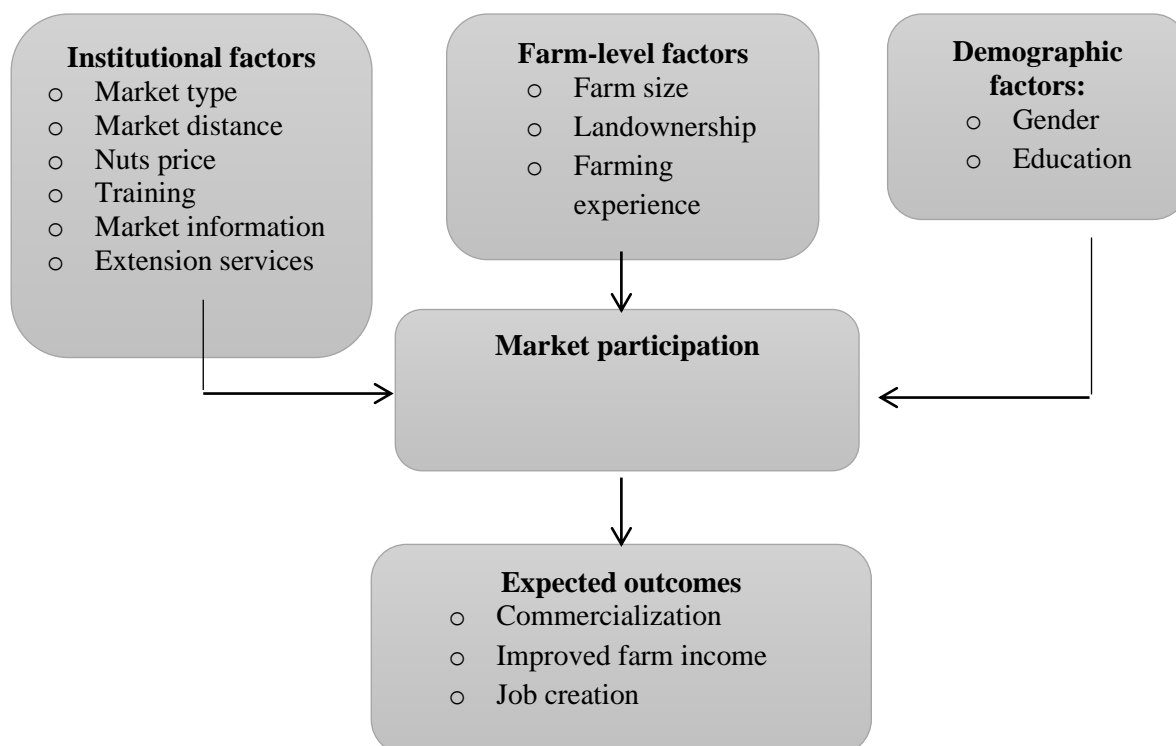 Institutional factors
o Market type
o Market distance
o Nuts price
o Training
o Market information
o Extension services
Farm-level factors
o Farm size
o Landownership
o Farming
experience
Demographic
factors:
o Gender
o Education
Market participation
Expected outcomes
o Commercialization
o Improved farm income
o Job creation